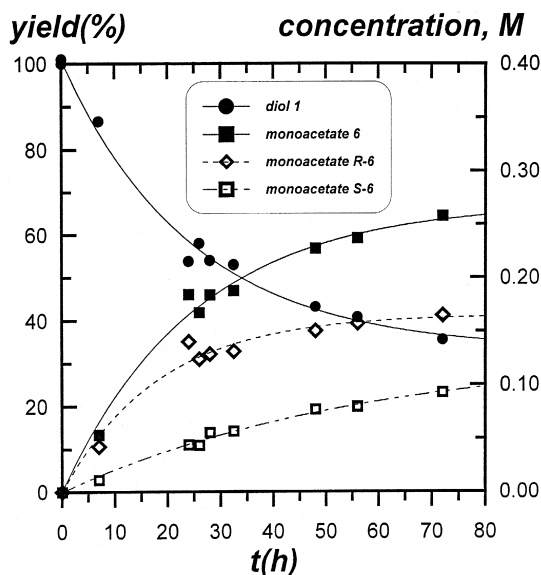 yield(%) concentration, M
100 0.40
diol 1
monoacetate 6
monoacetate R-6
monoacetate S-6
80
0.30
60
0.20
40
0.10
20
0 0.00
0 10 20 30 40 50 60 70 80
t(h)